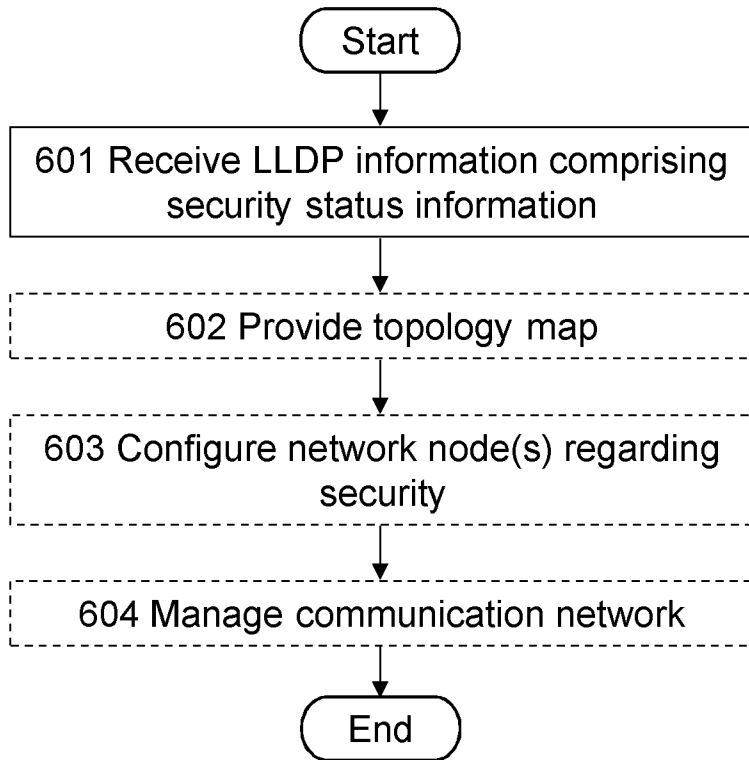 Start
601 Receive LLDP information comprising
security status information
602 Provide topology map
603 Configure network node(s) regarding
security
604 Manage communication network
End